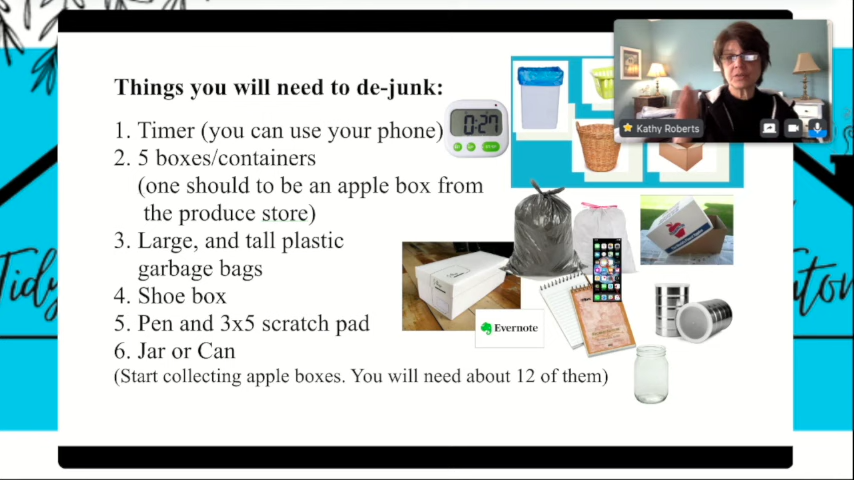 Things you will need to de-junk:
1. Timer (you can use your phone)
2. 5 boxes/containers
(one should to be an apple box from
the produce store)
3. Large, and tall plastic
garbage bags
4. Shoe box
5. Pen and 3x5 scratch pad
6. Jar or Can
(Start collecting apple boxes. You will need about 12 of them)
0:27
Evernote
Kathy Roberts
Tidy